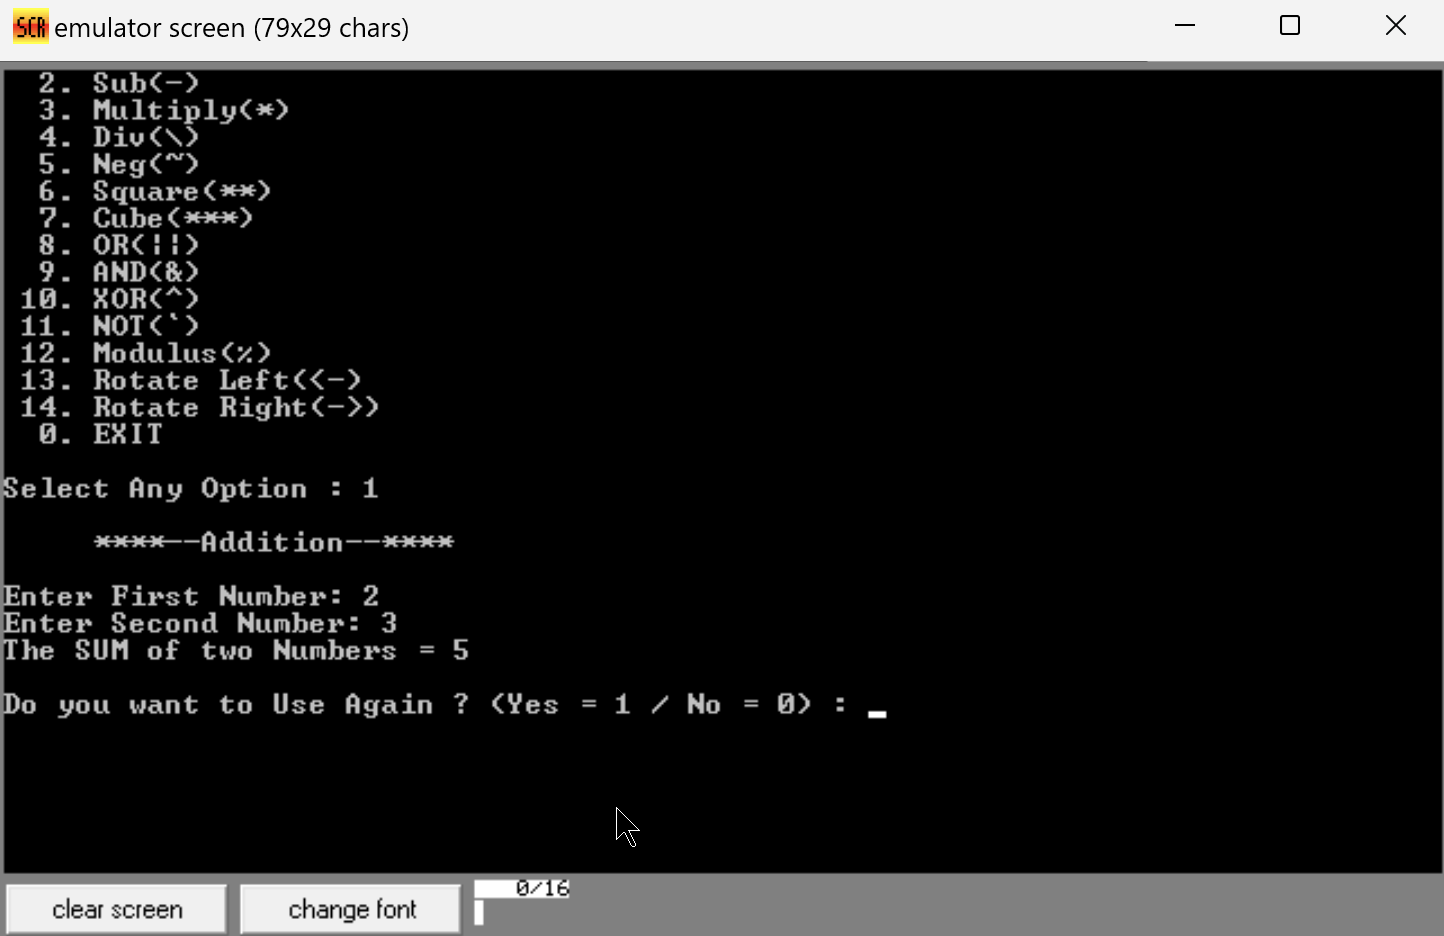 SCR emulator screen (79x29 chars)
2. Sub(-)
3. Multiply(*)
4. Div(\)
5. Neg(~)
6. Square(**)
7. Cube(***)
8. OR(||)
9. AND(&)
10. XOR(^)
11. NOT(`)
12. Modulus(%)
13. Rotate Left(<-)
14. Rotate Right(->)
0. EXIT
Select Any Option : 1
****--Addition--****
Enter First Number: 2
Enter Second Number: 3
The SUM of two Numbers = 5
Do you want to Use Again ? (Yes = 1 / No = 0) : _
clear screen
change font
0/16